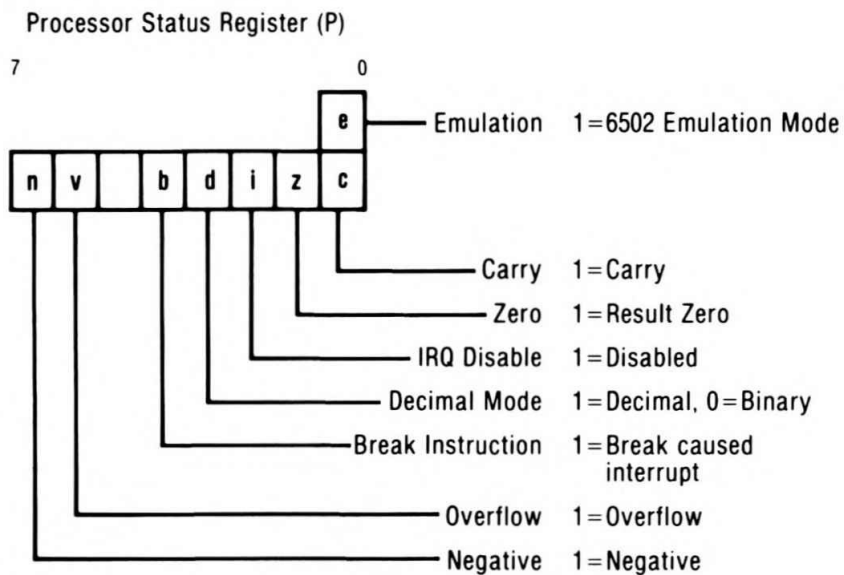 Processor Status Register (P)
7 0
e
Emulation 1=6502 Emulation Mode
n v b d i z c
Carry 1=Carry
Zero 1=Result Zero
IRQ Disable 1=Disabled
Decimal Mode 1=Decimal, 0=Binary
Break Instruction 1=Break caused
interrupt
Overflow 1=Overflow
Negative 1=Negative